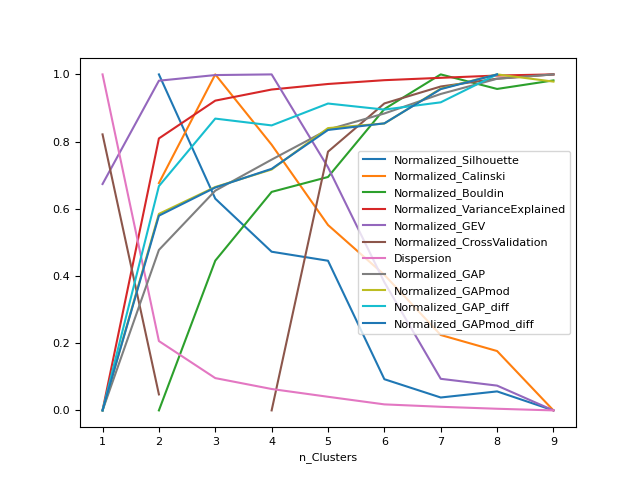 1.0
0.8
0.6
0.4
0.2
0.0
Normalized_Silhouette
Normalized_Calinski
Normalized_Bouldin
Normalized_VarianceExplained
Normalized_GEV
Normalized_CrossValidation
Dispersion
Normalized_GAP
Normalized_GAPmod
Normalized_GAP_diff
Normalized_GAPmod_diff
1 2 3 4 5 6 7 8 9
n_Clusters